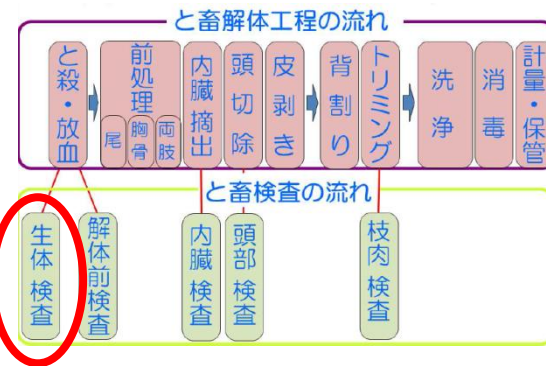 と畜解体工程の流れ
と殺・放血
前処理
尾
胸骨
両肢
内臓摘出
頭切除
皮剥き
背割り
トリミング
洗浄
消毒
計量・保管
と畜検査の流れ
生体検査
解体前検査
内臓検査
頭部検査
枝肉検査